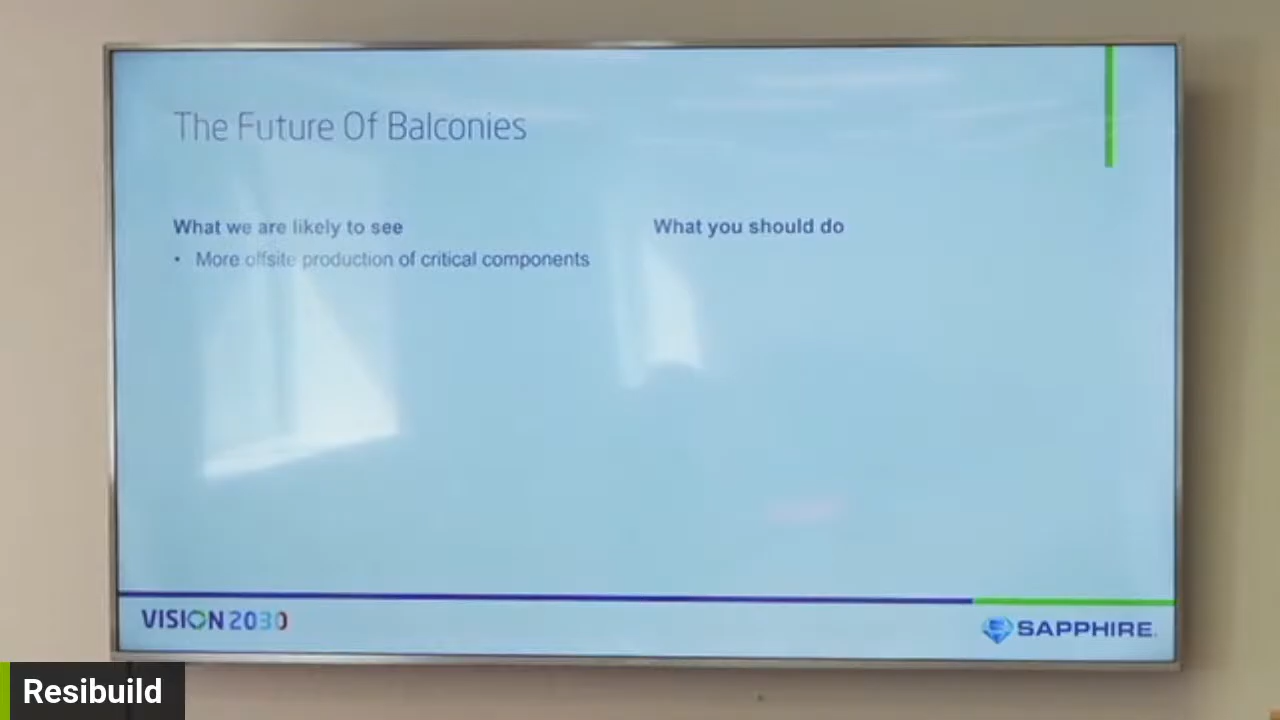 The Future Of Balconies
What we are likely to see
• More offsite production of critical components
What you should do
VISION 2030
SAPPHIRE.
Resibuild